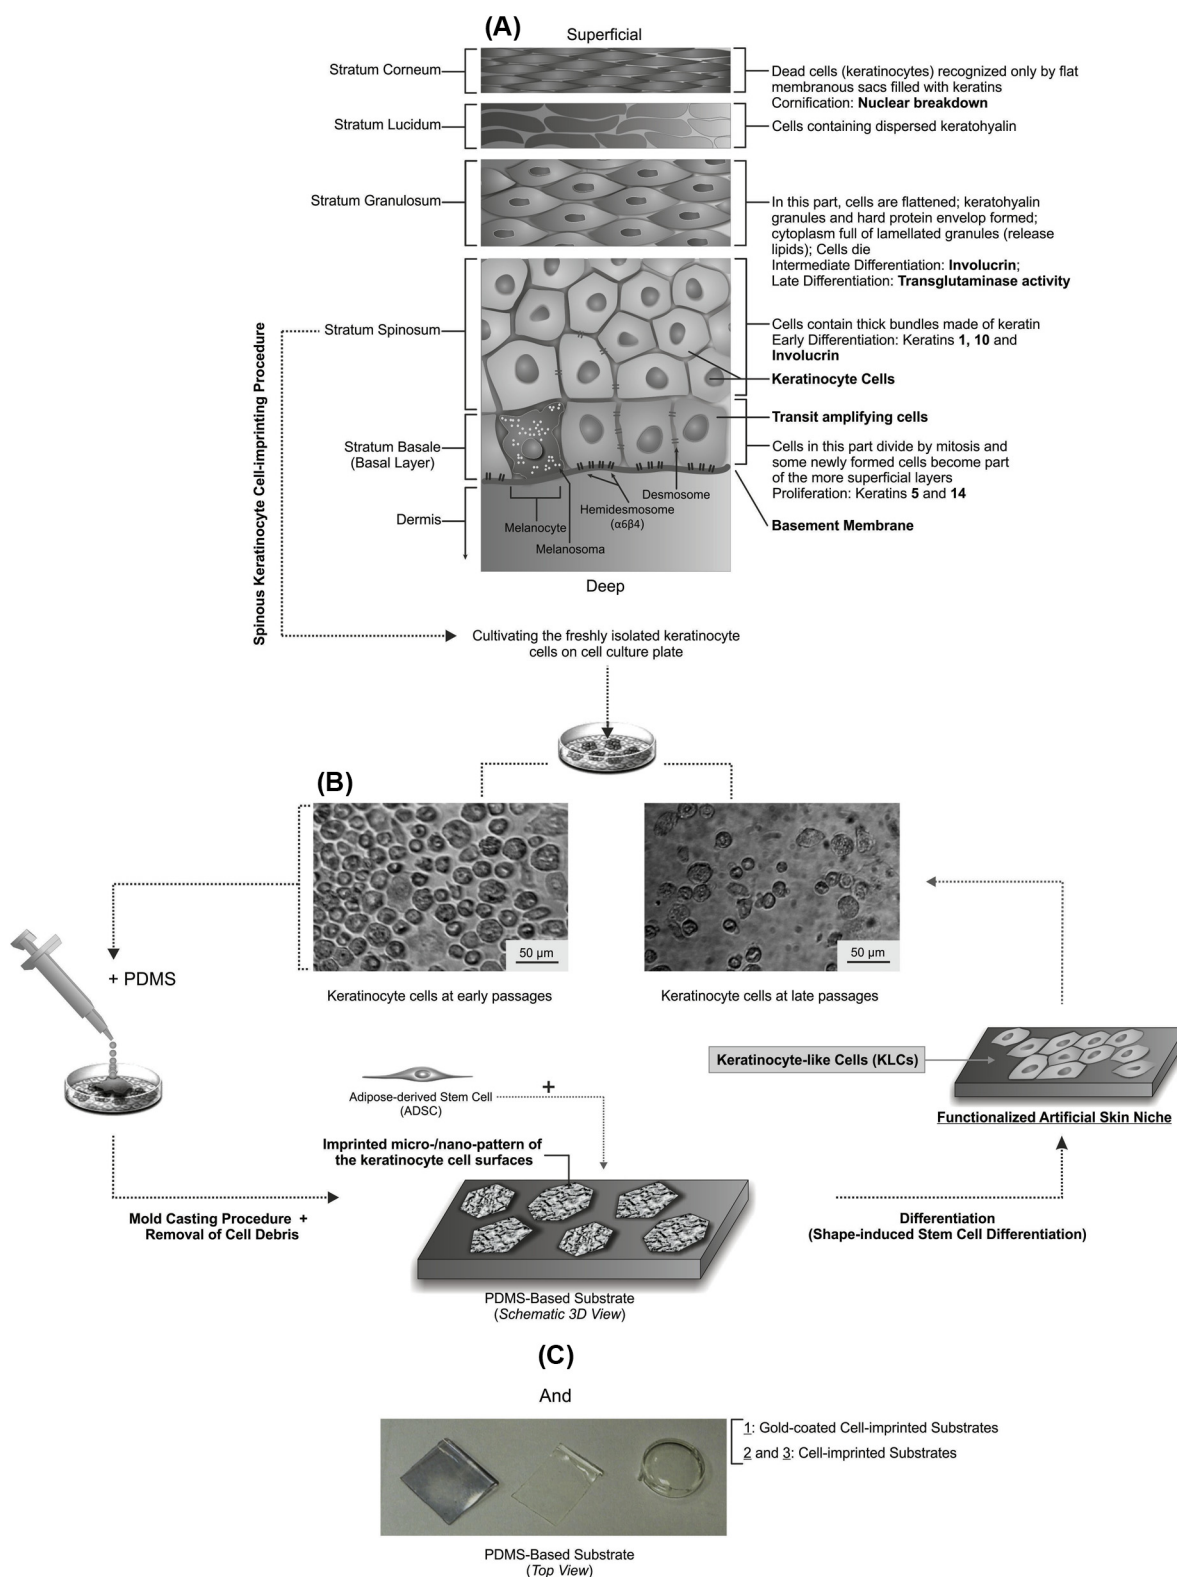 (A)
Superficial
Stratum Corneum
Dead cells (keratinocytes) recognized only by flat
membranous sacs filled with keratins
Cornification: Nuclear breakdown
Stratum Lucidum
Cells containing dispersed keratohyalin
Stratum Granulosum
In this part, cells are flattened; keratohyalin
granules and hard protein envelop formed;
cytoplasm full of lamellated granules (release
lipids); Cells die
Intermediate Differentiation: Involucrin;
Late Differentiation: Transglutaminase activity
Stratum Spinosum
Cells contain thick bundles made of keratin
Early Differentiation: Keratins 1, 10 and
Involucrin
Keratinocyte Cells
Transit amplifying cells
Stratum Basale
(Basal Layer)
Cells in this part divide by mitosis and
some newly formed cells become part
of the more superficial layers
Proliferation: Keratins 5 and 14
Desmosome
Hemidesmosome
(α6β4)
Melanocyte
Melanosoma
Dermis
Basement Membrane
Deep
Spinous Keratinocyte Cell-imprinting Procedure
Cultivating the freshly isolated keratinocyte
cells on cell culture plate
(B)
50 µm
50 µm
Keratinocyte cells at early passages
Keratinocyte cells at late passages
+ PDMS
Keratinocyte-like Cells (KLCs)
Functionalized Artificial Skin Niche
+
Adipose-derived Stem Cell
(ADSC)
Imprinted micro-/nano-pattern of
the keratinocyte cell surfaces
Mold Casting Procedure +
Removal of Cell Debris
Differentiation
(Shape-induced Stem Cell Differentiation)
PDMS-Based Substrate
(Schematic 3D View)
(C)
And
1: Gold-coated Cell-imprinted Substrates
2 and 3: Cell-imprinted Substrates
PDMS-Based Substrate
(Top View)